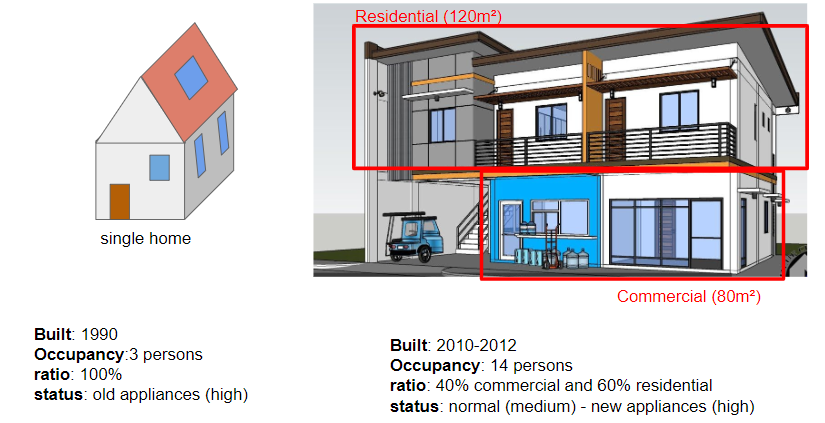 Residential (120m²)
single home
Commercial (80m²)
Built: 1990
Occupancy:3 persons
ratio: 100%
status: old appliances (high)
Built: 2010-2012
Occupancy: 14 persons
ratio: 40% commercial and 60% residential
status: normal (medium) - new appliances (high)